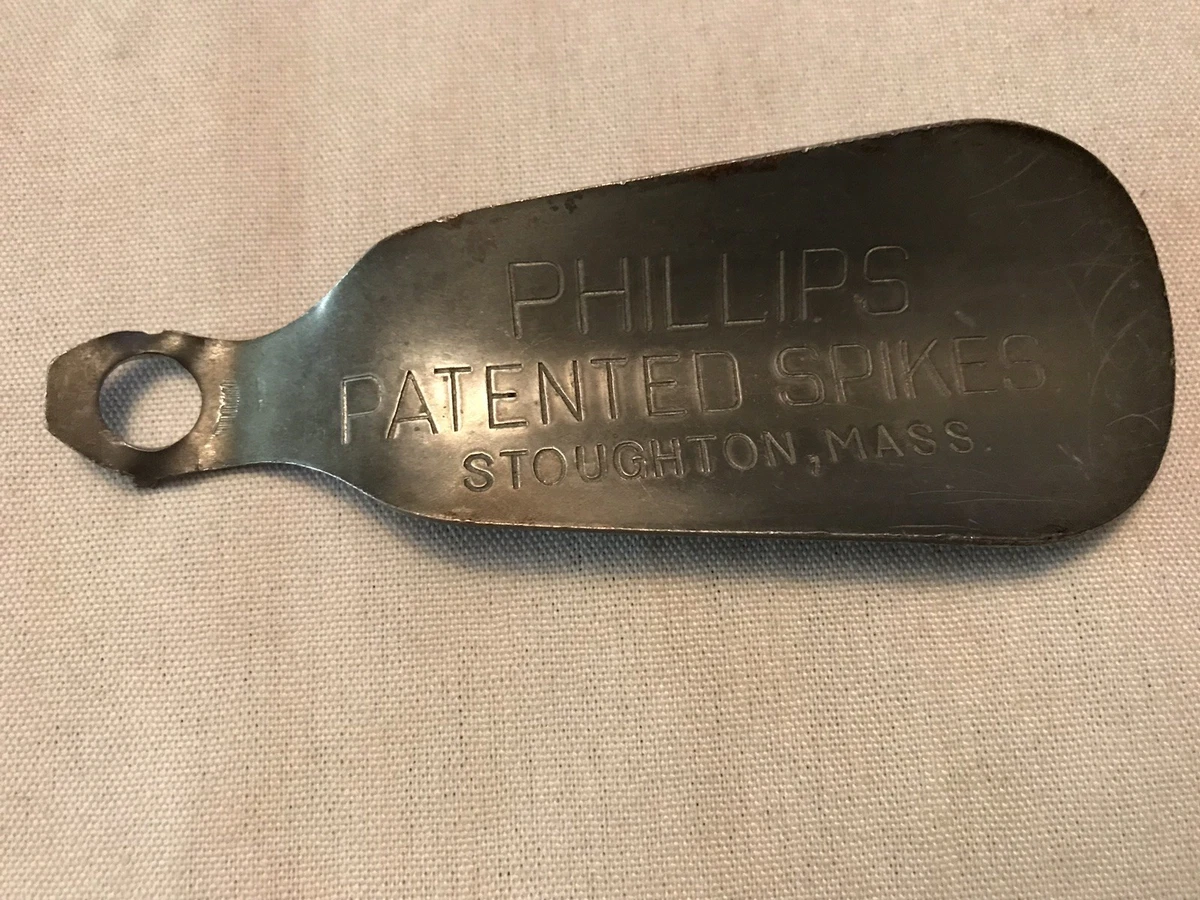 PHILLIPS
PATENTED SPIKES
STOUGHTON, MASS.